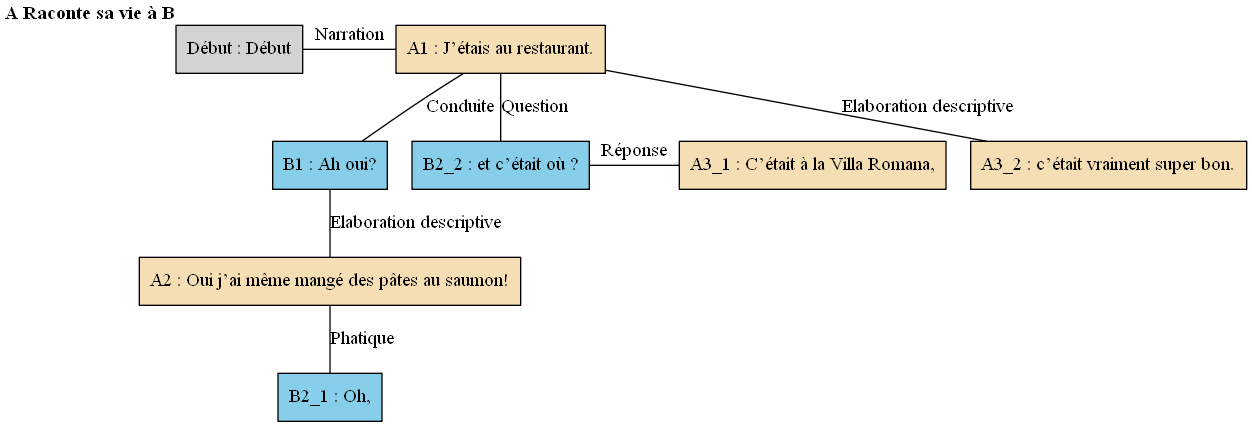 A Raconte sa vie à B
Début : Début
Narration
A1 : J’étais au restaurant.
Conduite
Question
Elaboration descriptive
B1 : Ah oui?
B2_2 : et c’était où ?
Réponse
A3_1 : C’était à la Villa Romana,
A3_2 : c’était vraiment super bon.
Elaboration descriptive
A2 : Oui j’ai même mangé des pâtes au saumon!
Phatique
B2_1 : Oh,